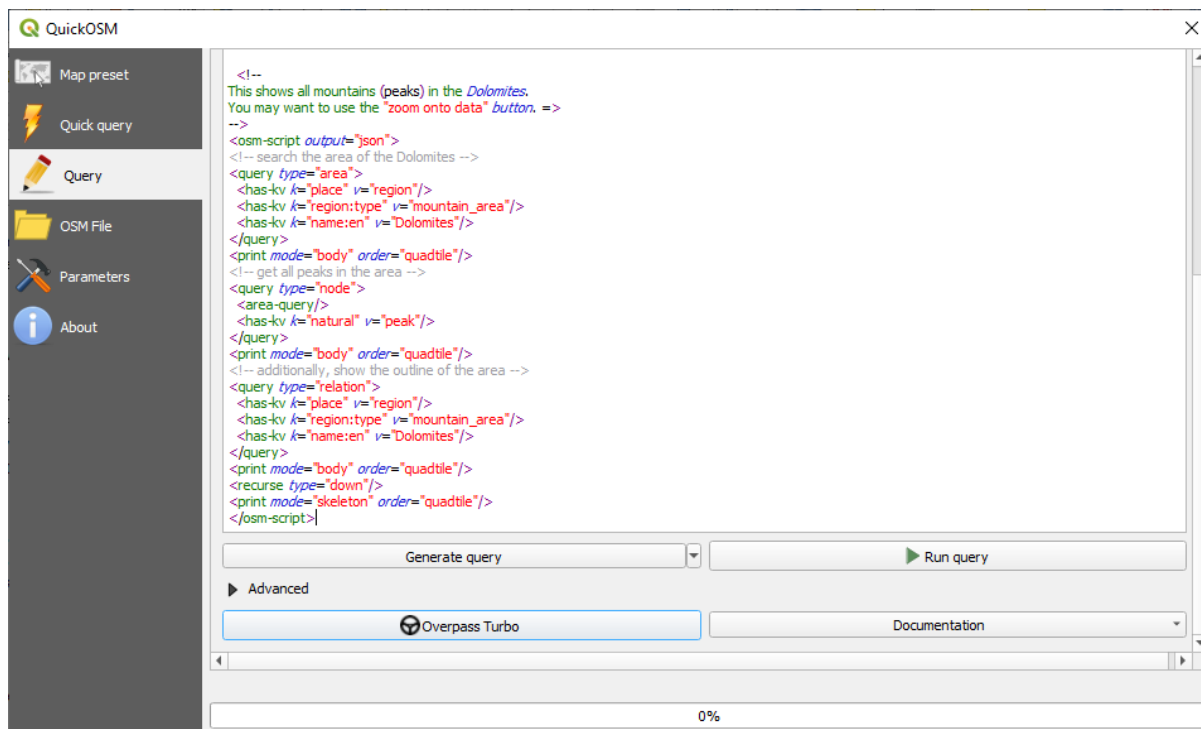 QuickOSM
Map preset
Quick query
Query
OSM File
Parameters
About
<!--
This shows all mountains (peaks) in the Dolomites.
You may want to use the "zoom onto data" button. =>
-->
<osm-script output="json">
<!-- search the area of the Dolomites -->
<query type="area">
<has-kv k="place" v="region"/>
<has-kv k="region:type" v="mountain_area"/>
<has-kv k="name:en" v="Dolomites"/>
</query>
<print mode="body" order="quadtile"/>
<!-- get all peaks in the area -->
<query type="node">
<area-query/>
<has-kv k="natural" v="peak"/>
</query>
<print mode="body" order="quadtile"/>
<!-- additionally, show the outline of the area -->
<query type="relation">
<has-kv k="place" v="region"/>
<has-kv k="region:type" v="mountain_area"/>
<has-kv k="name:en" v="Dolomites"/>
</query>
<print mode="body" order="quadtile"/>
<recurse type="down"/>
<print mode="skeleton" order="quadtile"/>
</osm-script>
Generate query
Run query
Advanced
Overpass Turbo
Documentation
0%